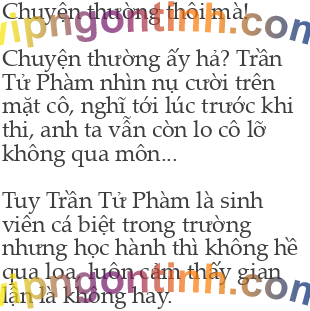 Chuyện thường thôi mà!
Chuyện thường ấy hả? Trần
Tử Phàm nhìn nụ cười trên
mặt cô, nghĩ tới lúc trước khi
thi, anh ta vẫn còn lo cô lỡ
không qua môn...
Tuy Trần Tử Phàm là sinh
viên cá biệt trong trường
nhưng học hành thì không hề
qua loa, luôn cảm thấy gian
lận là không hay.
vipngontinh.com
vipngontinh.com